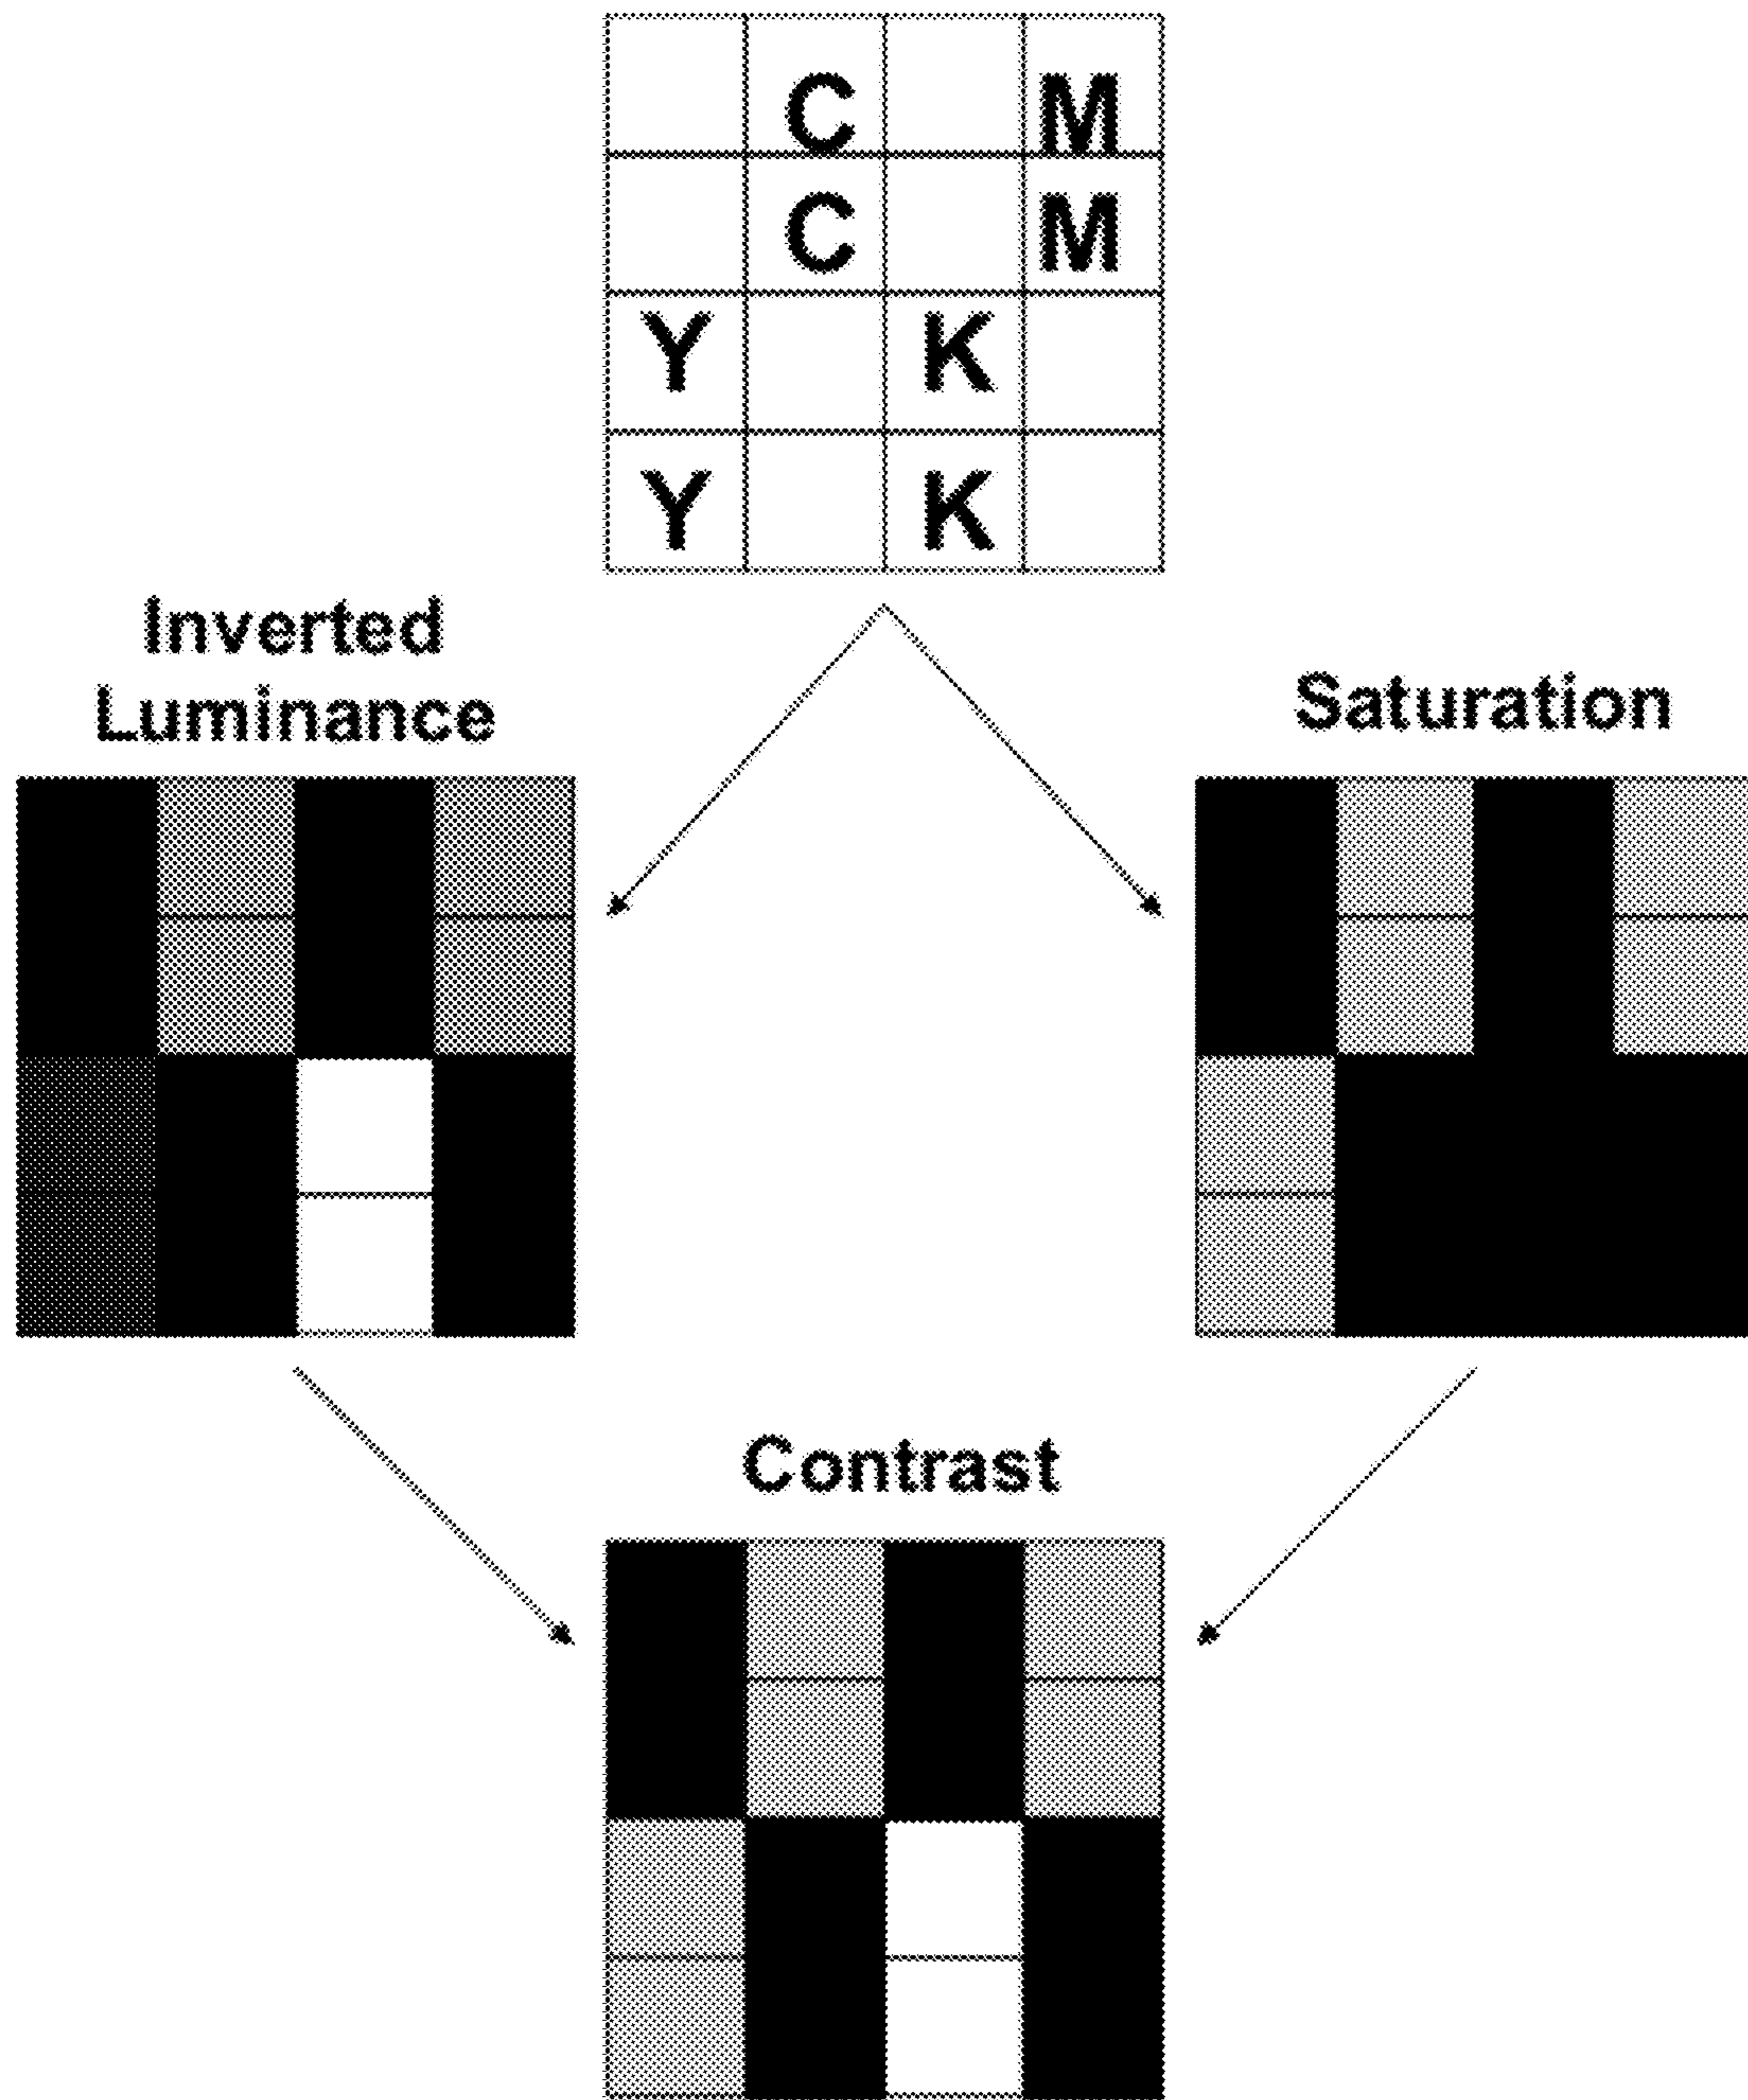 C M
C M
Y K
Y K
Inverted
Luminance
Saturation
Contrast